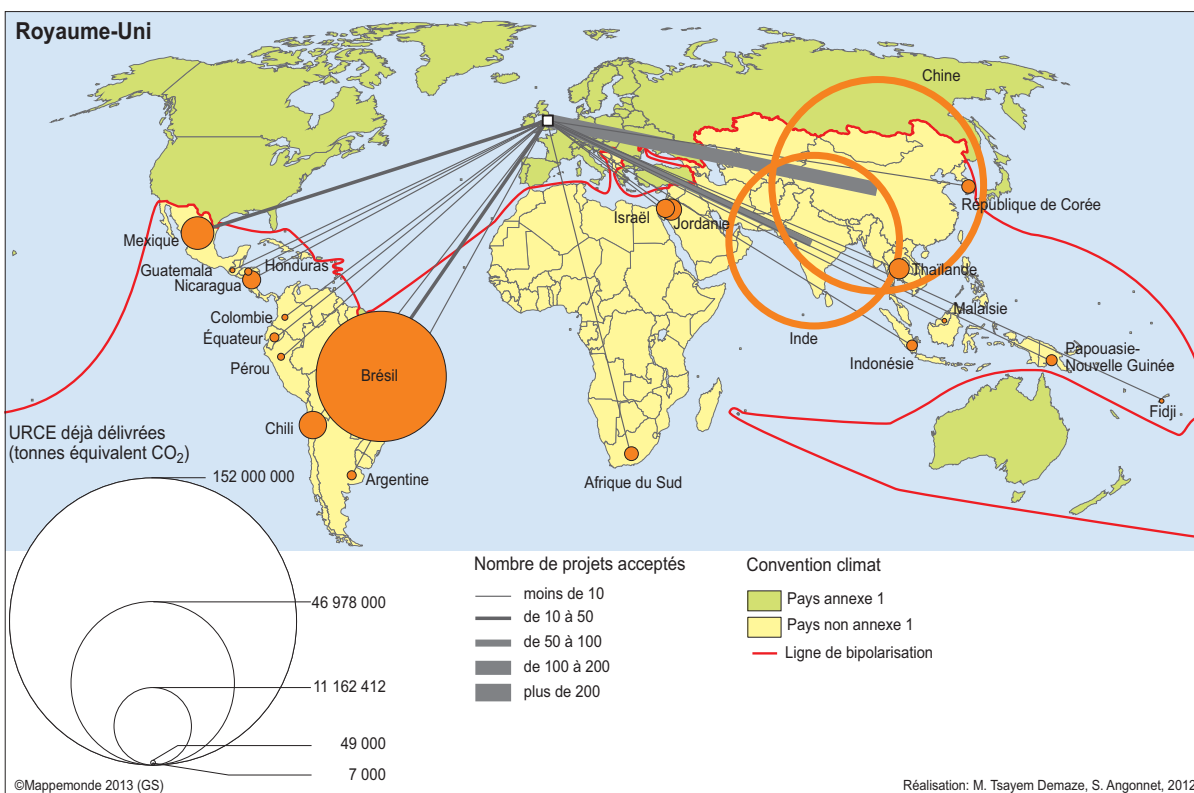 Royaume-Uni
Chine
République de Corée
Israël
Jordanie
Mexique
Guatemala
Honduras
Nicaragua
Thaïlande
Colombie
Malaisie
Équateur
Inde
Indonésie
Papouasie-
Nouvelle Guinée
Pérou
Brésil
Fidji
Chili
Argentine
Afrique du Sud
URCE déjà délivrées
(tonnes équivalent CO₂)
152 000 000
46 978 000
11 162 412
49 000
7 000
Nombre de projets acceptés
moins de 10
de 10 à 50
de 50 à 100
de 100 à 200
plus de 200
Convention climat
Pays annexe 1
Pays non annexe 1
Ligne de bipolarisation
©Mappemonde 2013 (GS)
Réalisation: M. Tsayem Demaze, S. Angonnet, 2012